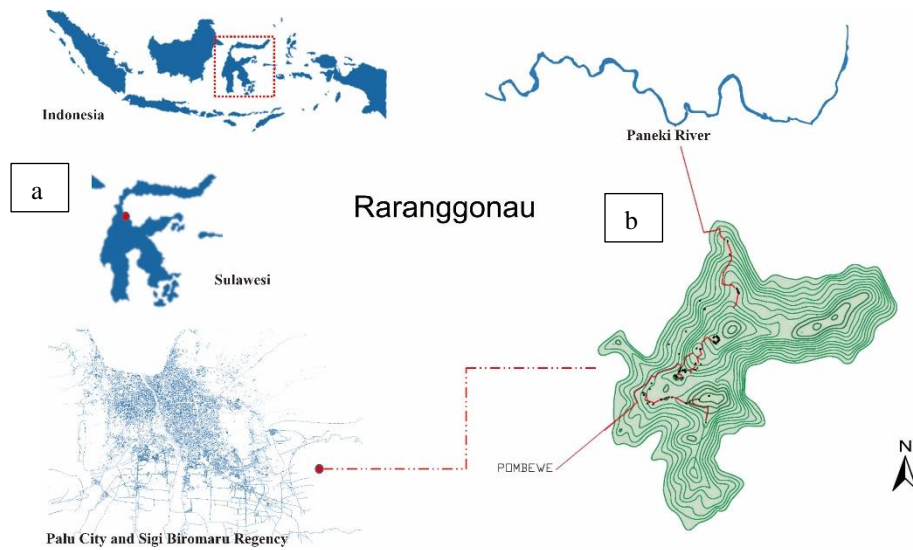 Indonesia
Paneki River
a
Raranggonau
b
Sulawesi
POMBEWE
N
Palu City and Sigi Biromaru Regency